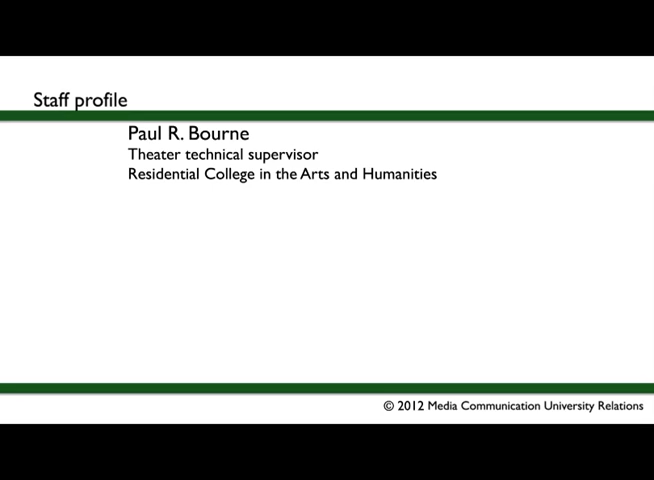 Staff profile
Paul R. Bourne
Theater technical supervisor
Residential College in the Arts and Humanities
© 2012 Media Communication University Relations